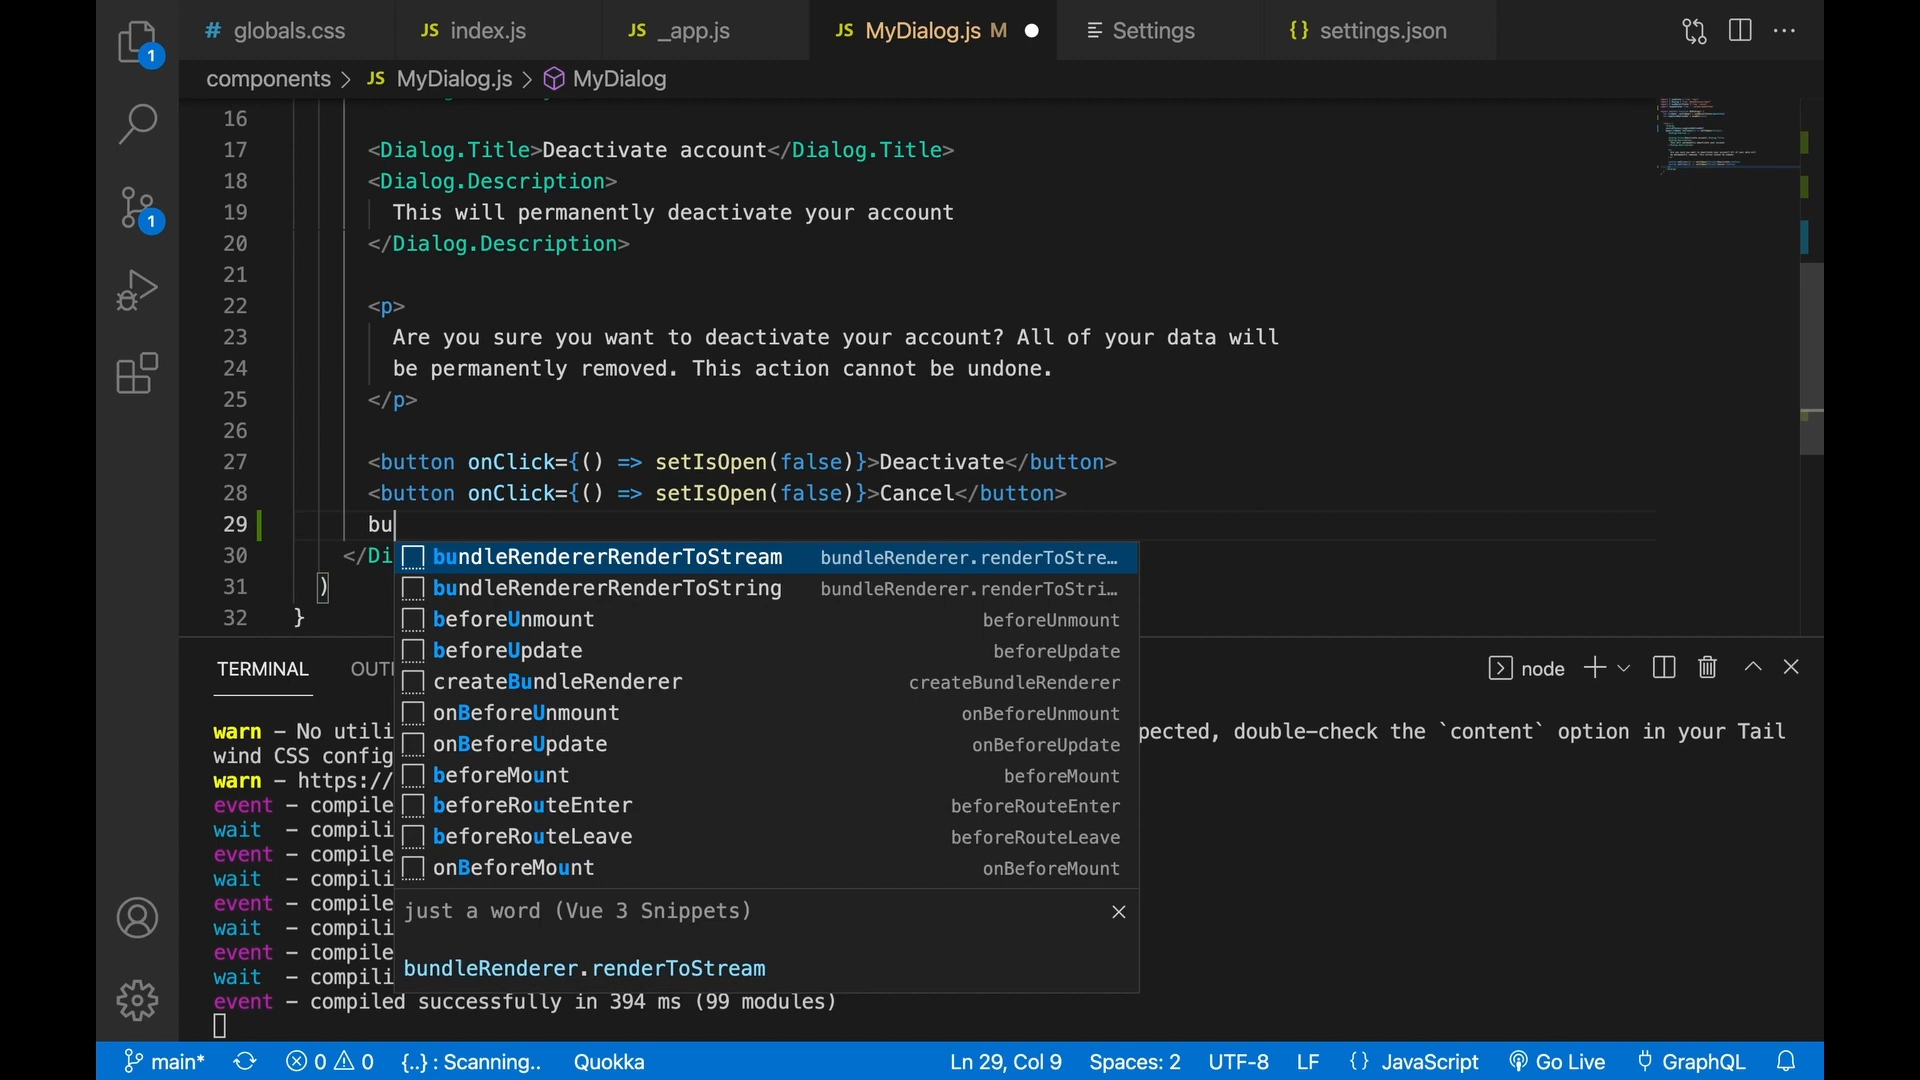 # globals.css JS index.js JS _app.js JS MyDialog.js M Settings {} settings.json
components > JS MyDialog.js > MyDialog
16
17 <Dialog.Title>Deactivate account</Dialog.Title>
18 <Dialog.Description>
19 This will permanently deactivate your account
20 </Dialog.Description>
21
22 <p>
23 Are you sure you want to deactivate your account? All of your data will
24 be permanently removed. This action cannot be undone.
25 </p>
26
27 <button onClick={() => setIsOpen(false)}>Deactivate</button>
28 <button onClick={() => setIsOpen(false)}>Cancel</button>
29 bu
30 </Di
31 )
32 }
bundleRendererRenderToStream bundleRenderer.renderToStre…
bundleRendererRenderToString bundleRenderer.renderToStri…
beforeUnmount beforeUnmount
beforeUpdate beforeUpdate
createBundleRenderer createBundleRenderer
onBeforeUnmount onBeforeUnmount
onBeforeUpdate onBeforeUpdate
beforeMount beforeMount
beforeRouteEnter beforeRouteEnter
beforeRouteLeave beforeRouteLeave
onBeforeMount onBeforeMount
just a word (Vue 3 Snippets)
bundleRenderer.renderToStream
1
1
TERMINAL OUT node
warn – No utili pected, double-check the `content` option in your Tail
wind CSS config
warn – https://
event – compile
wait – compili
event – compile
wait – compili
event – compile
wait – compili
event – compile
wait – compili
event – compiled successfully in 394 ms (99 modules)
main* 0 0 {..} : Scanning.. Quokka Ln 29, Col 9 Spaces: 2 UTF-8 LF {} JavaScript Go Live GraphQL